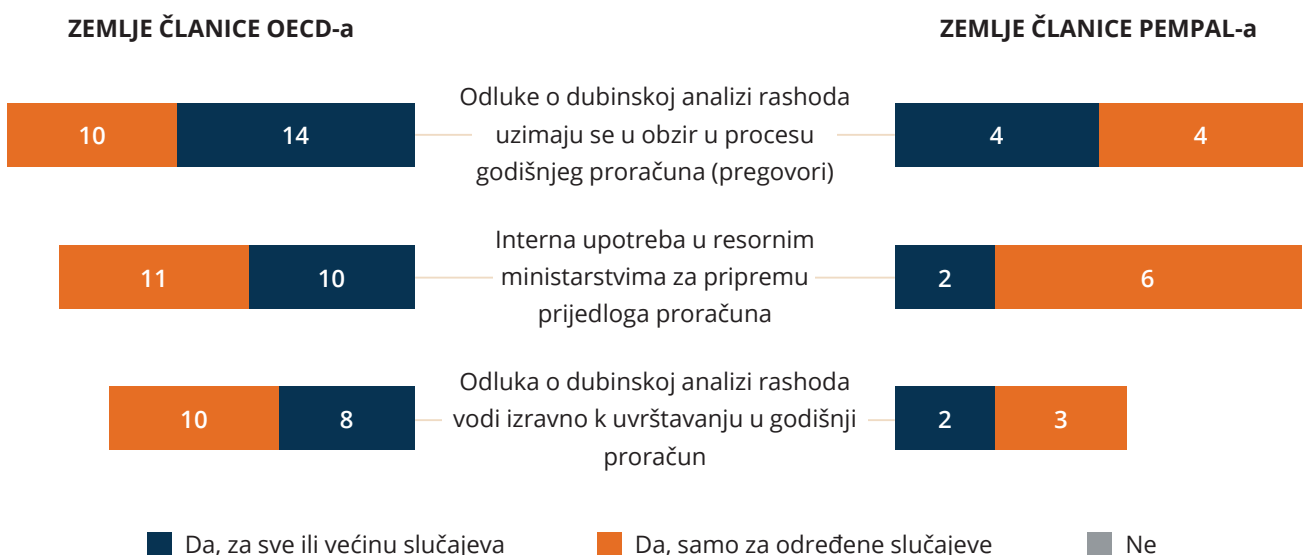 ZEMLJE ČLANICE OECD-a
ZEMLJE ČLANICE PEMPAL-a
10 14
Odluke o dubinskoj analizi rashoda
uzimaju se u obzir u procesu
godišnjeg proračuna (pregovori)
4 4
11 10
Interna upotreba u resornim
ministarstvima za pripremu
prijedloga proračuna
2 6
10 8
Odluka o dubinskoj analizi rashoda
vodi izravno k uvrštavanju u godišnji
proračun
2 3
Da, za sve ili većinu slučajeva
Da, samo za određene slučajeve
Ne